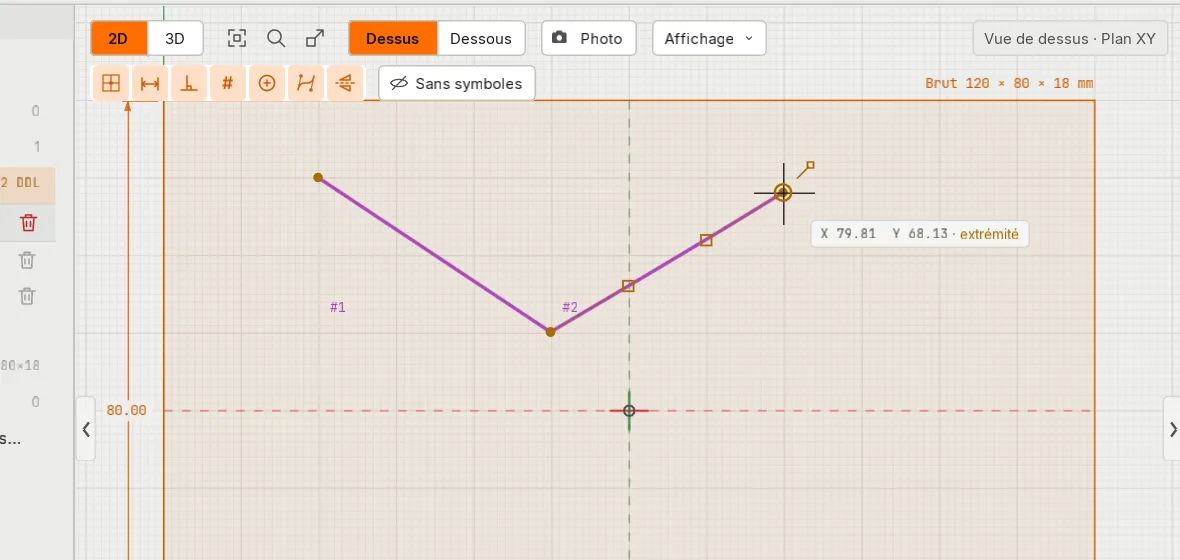 2D 3D Dessus Dessous Photo Affichage Vue de dessus · Plan XY
# Sans symboles Brut 120 × 80 × 18 mm
0
1
2 DDL
X 79.81 Y 68.13 · extrémité
#1 #2
80×18
0
80.00
s...